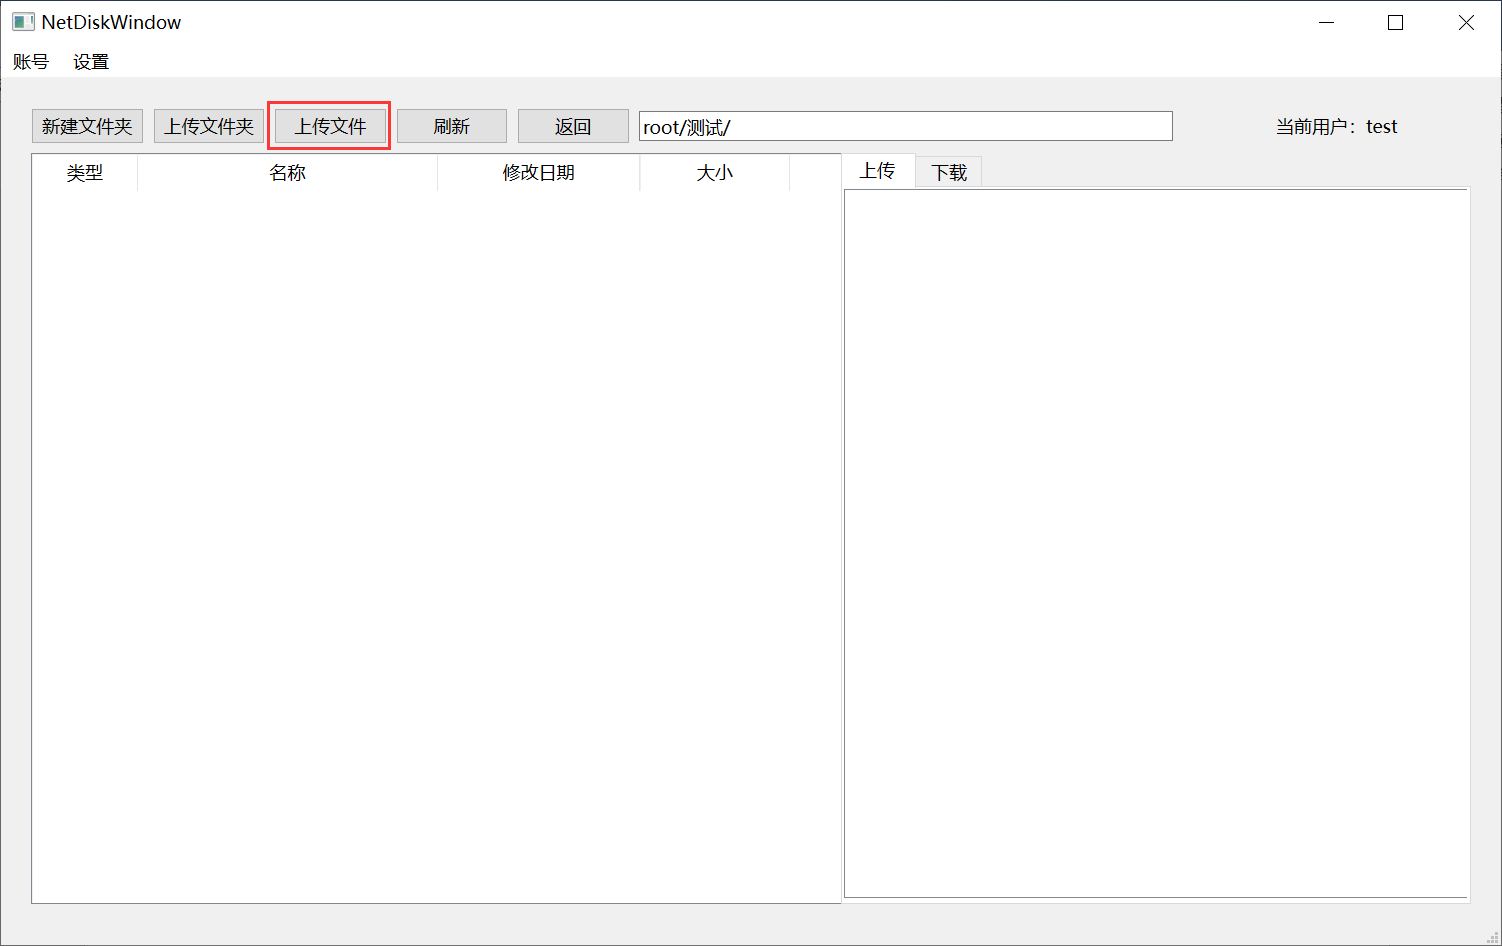 NetDiskWindow
账号 设置
新建文件夹 上传文件夹 上传文件 刷新 返回 root/测试/ 当前用户：test
类型 名称 修改日期 大小 上传 下载